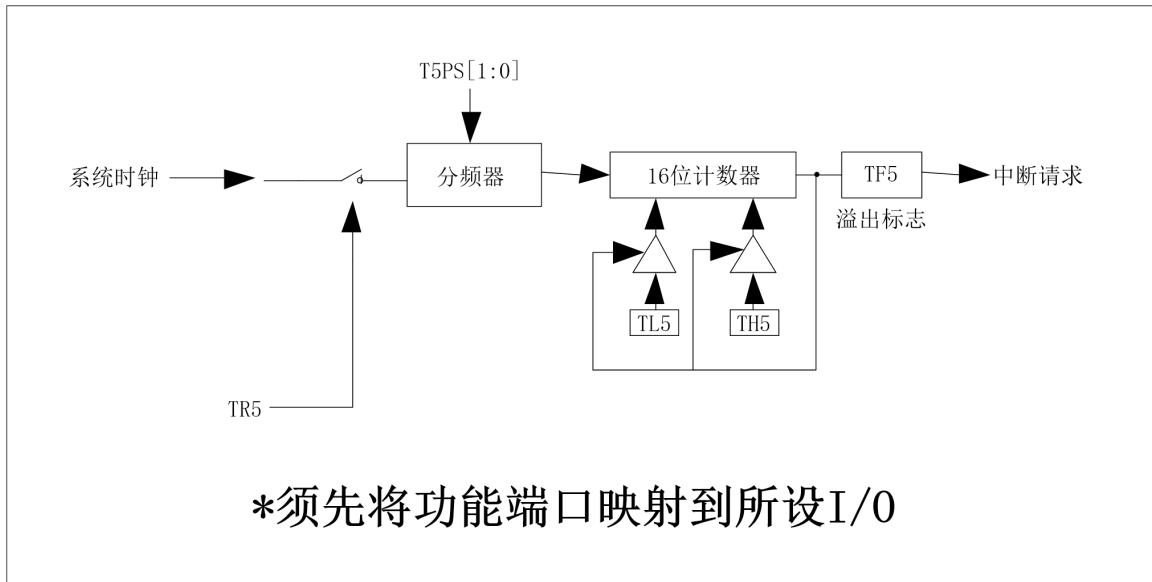 T5PS[1:0]
系统时钟
分频器
16位计数器
TF5
中断请求
溢出标志
TL5
TH5
TR5
*须先将功能端口映射到所设I/O